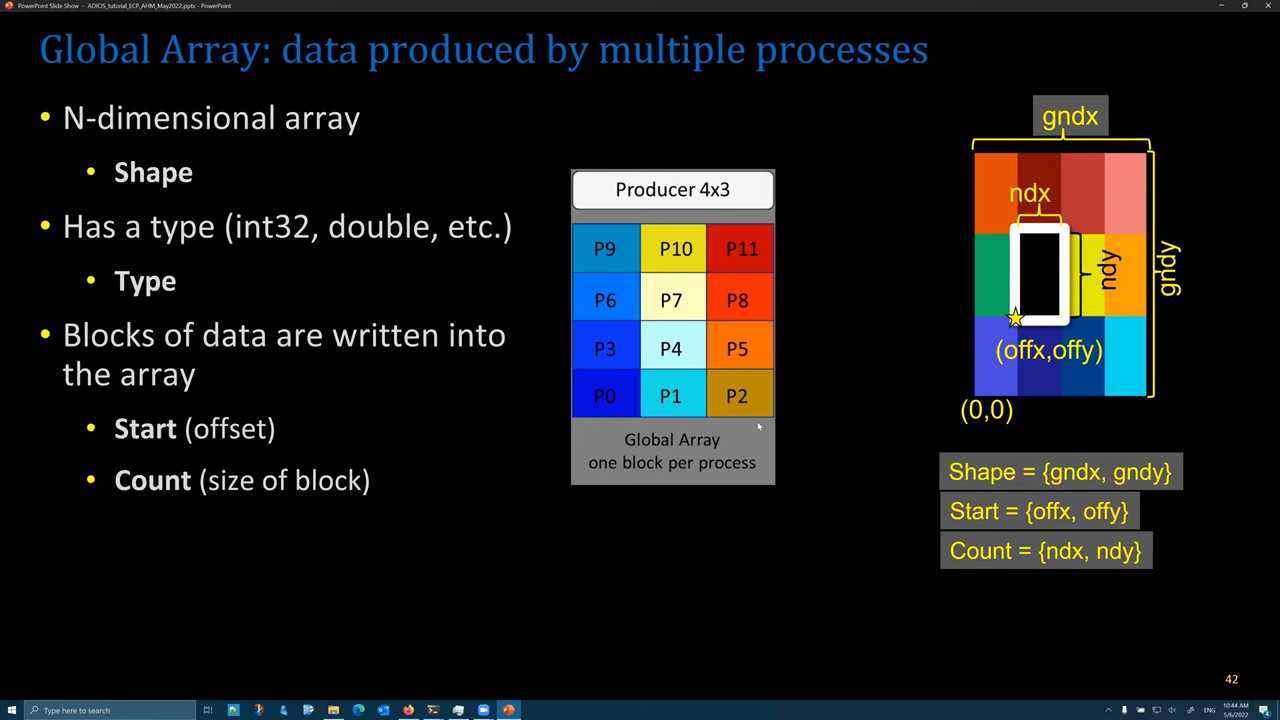 PowerPoint Slide Show - ADIOS_tutorial_ECP_AHM_May2022.pptx - PowerPoint
Global Array: data produced by multiple processes
• N-dimensional array
• Shape
• Has a type (int32, double, etc.)
• Type
• Blocks of data are written into
the array
• Start (offset)
• Count (size of block)
Producer 4x3
P9 P10 P11
P6 P7 P8
P3 P4 P5
P0 P1 P2
Global Array
one block per process
gndx
ndx
ndy
gndy
(offx,offy)
(0,0)
Shape = {gndx, gndy}
Start = {offx, offy}
Count = {ndx, ndy}
42
Type here to search
ENG
10:44 AM
5/6/2022